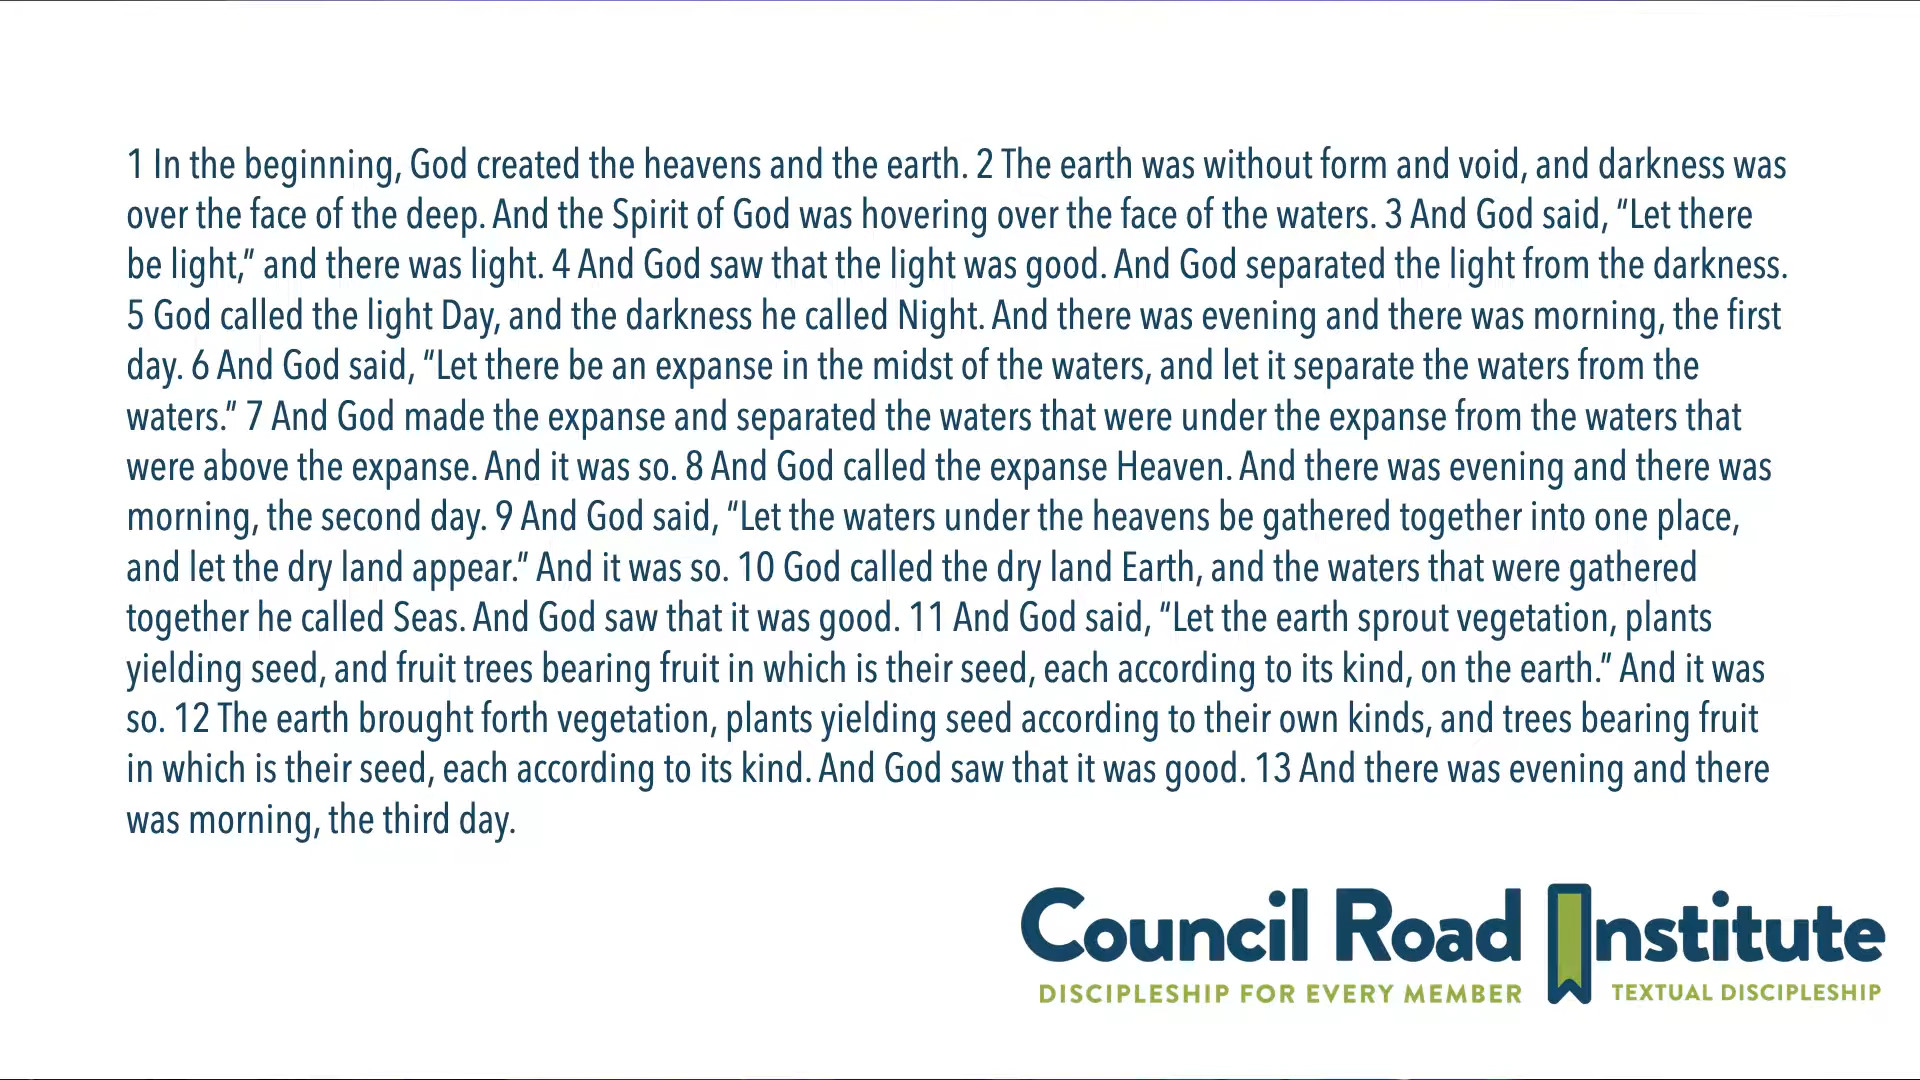 1 In the beginning, God created the heavens and the earth. 2 The earth was without form and void, and darkness was
over the face of the deep. And the Spirit of God was hovering over the face of the waters. 3 And God said, “Let there
be light,” and there was light. 4 And God saw that the light was good. And God separated the light from the darkness.
5 God called the light Day, and the darkness he called Night. And there was evening and there was morning, the first
day. 6 And God said, “Let there be an expanse in the midst of the waters, and let it separate the waters from the
waters.” 7 And God made the expanse and separated the waters that were under the expanse from the waters that
were above the expanse. And it was so. 8 And God called the expanse Heaven. And there was evening and there was
morning, the second day. 9 And God said, “Let the waters under the heavens be gathered together into one place,
and let the dry land appear.” And it was so. 10 God called the dry land Earth, and the waters that were gathered
together he called Seas. And God saw that it was good. 11 And God said, “Let the earth sprout vegetation, plants
yielding seed, and fruit trees bearing fruit in which is their seed, each according to its kind, on the earth.” And it was
so. 12 The earth brought forth vegetation, plants yielding seed according to their own kinds, and trees bearing fruit
in which is their seed, each according to its kind. And God saw that it was good. 13 And there was evening and there
was morning, the third day.
Council Road Institute
DISCIPLESHIP FOR EVERY MEMBER TEXTUAL DISCIPLESHIP